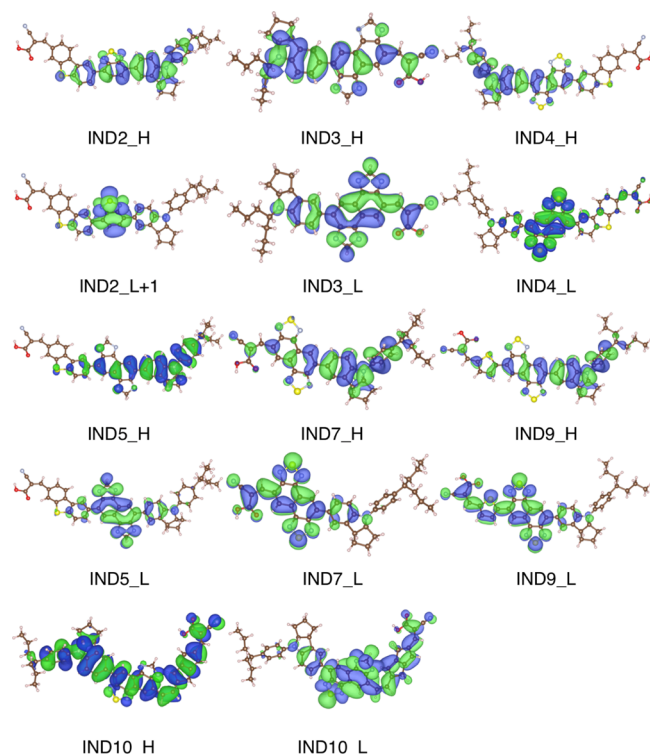 IND2_H
IND3_H
IND4_H
IND2_L+1
IND3_L
IND4_L
IND5_H
IND7_H
IND9_H
IND5_L
IND7_L
IND9_L
IND10_H
IND10_L